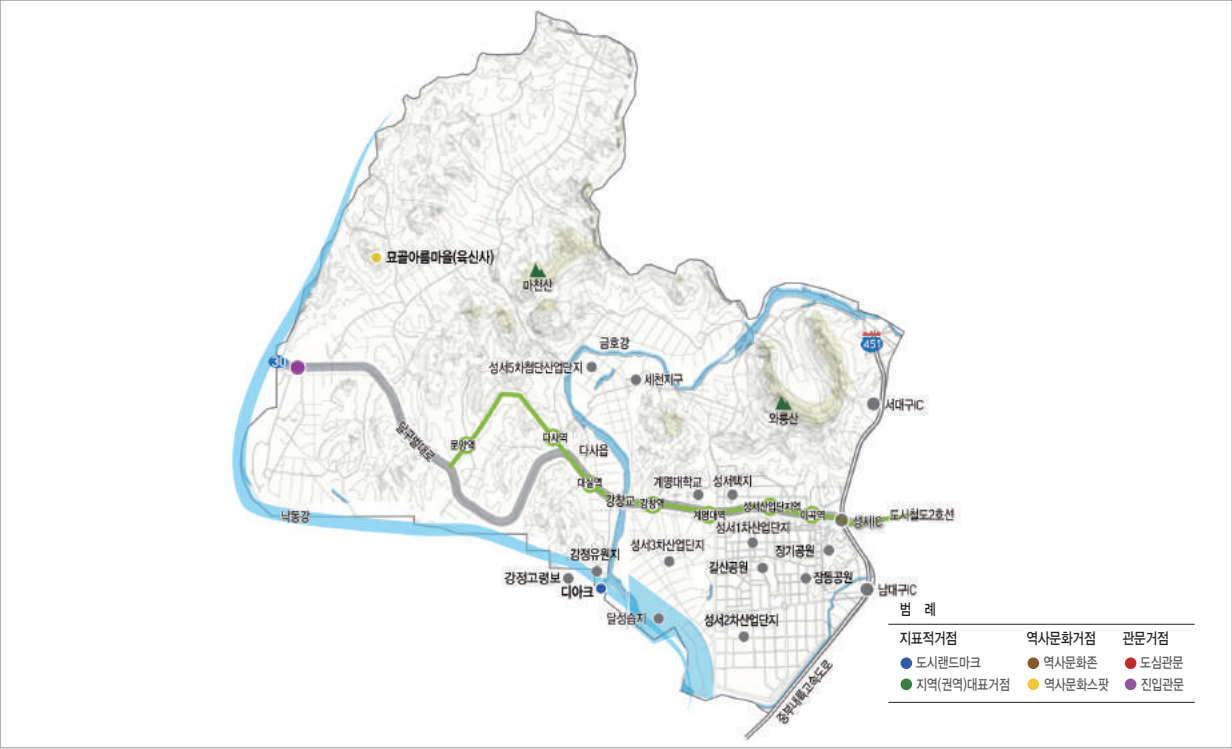 묘골아름마을(육신사)
마천산
금호강
451
30
성서5차첨단산업단지
세천지구
와룡산
서대구IC
달구벌대로
문양역
다사역
다사읍
대실역
계명대학교
성서택지
강창교
강창역
계명대역
성서산업단지역
이곡역
성서IC
도시철도2호선
낙동강
성서1차산업단지
성서3차산업단지
장기공원
강정유원지
갈산공원
강정고령보
디아크
장동공원
남대구IC
달성습지
성서2차산업단지
중부내륙고속도로
범 례
지표적거점
역사문화거점
관문거점
도시랜드마크
역사문화존
도심관문
지역(권역)대표거점
역사문화스팟
진입관문